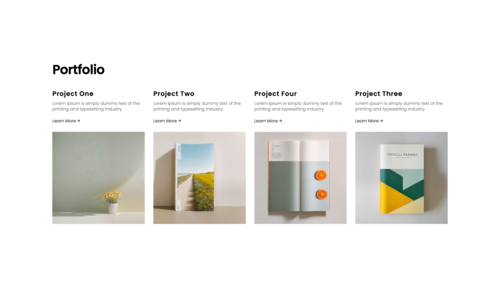 Portfolio
Project One
Lorem Ipsum is simply dummy text of the
printing and typesetting industry.
Learn More →
Project Two
Lorem Ipsum is simply dummy text of the
printing and typesetting industry.
Learn More →
Project Four
Lorem Ipsum is simply dummy text of the
printing and typesetting industry.
Learn More →
Project Three
Lorem Ipsum is simply dummy text of the
printing and typesetting industry.
Learn More →